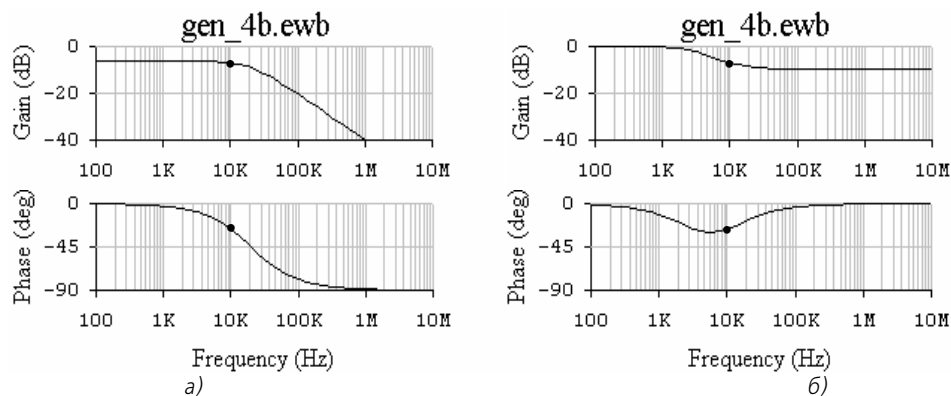 gen_4b.ewb
Gain (dB)
0
-20
-40
100 1K 10K 100K 1M 10M
Phase (deg)
0
-45
-90
100 1K 10K 100K 1M 10M
Frequency (Hz)
а)
gen_4b.ewb
Gain (dB)
0
-20
-40
100 1K 10K 100K 1M 10M
Phase (deg)
0
-45
-90
100 1K 10K 100K 1M 10M
Frequency (Hz)
б)